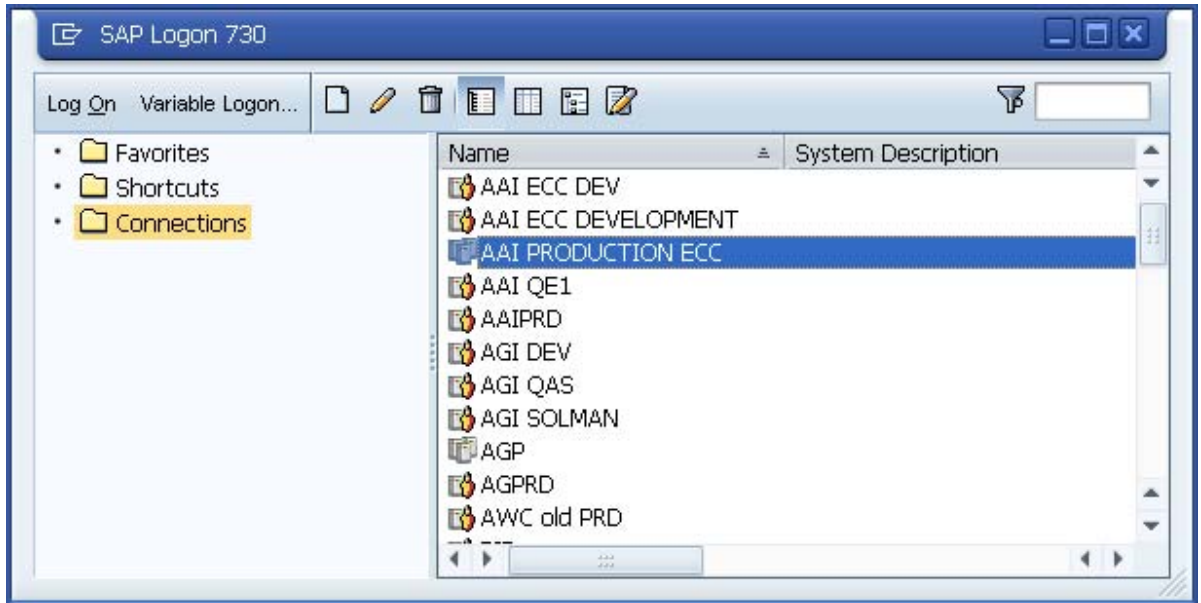 SAP Logon 730
Log On Variable Logon...
Favorites
Shortcuts
Connections
Name System Description
AAI ECC DEV
AAI ECC DEVELOPMENT
AAI PRODUCTION ECC
AAI QE1
AAIPRD
AGI DEV
AGI QAS
AGI SOLMAN
AGP
AGPRD
AWC old PRD